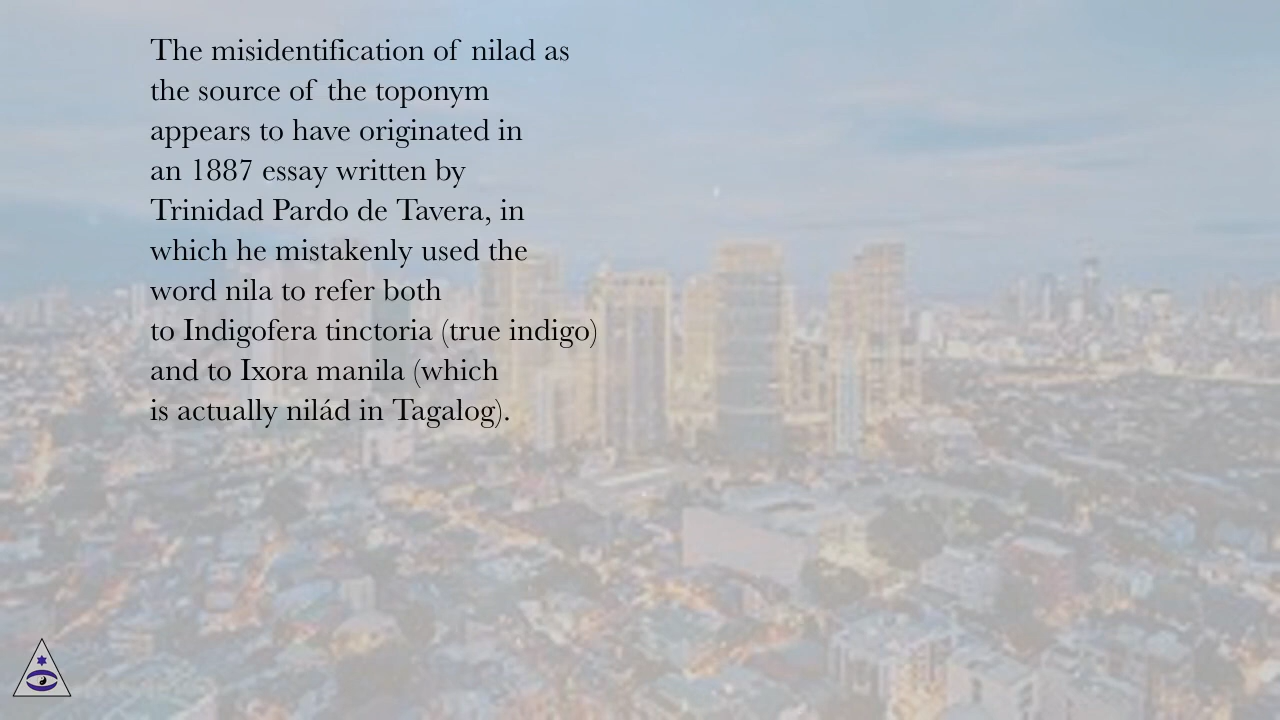 The misidentification of nilad as
the source of the toponym
appears to have originated in
an 1887 essay written by
Trinidad Pardo de Tavera, in
which he mistakenly used the
word nila to refer both
to Indigofera tinctoria (true indigo)
and to Ixora manila (which
is actually nilád in Tagalog).